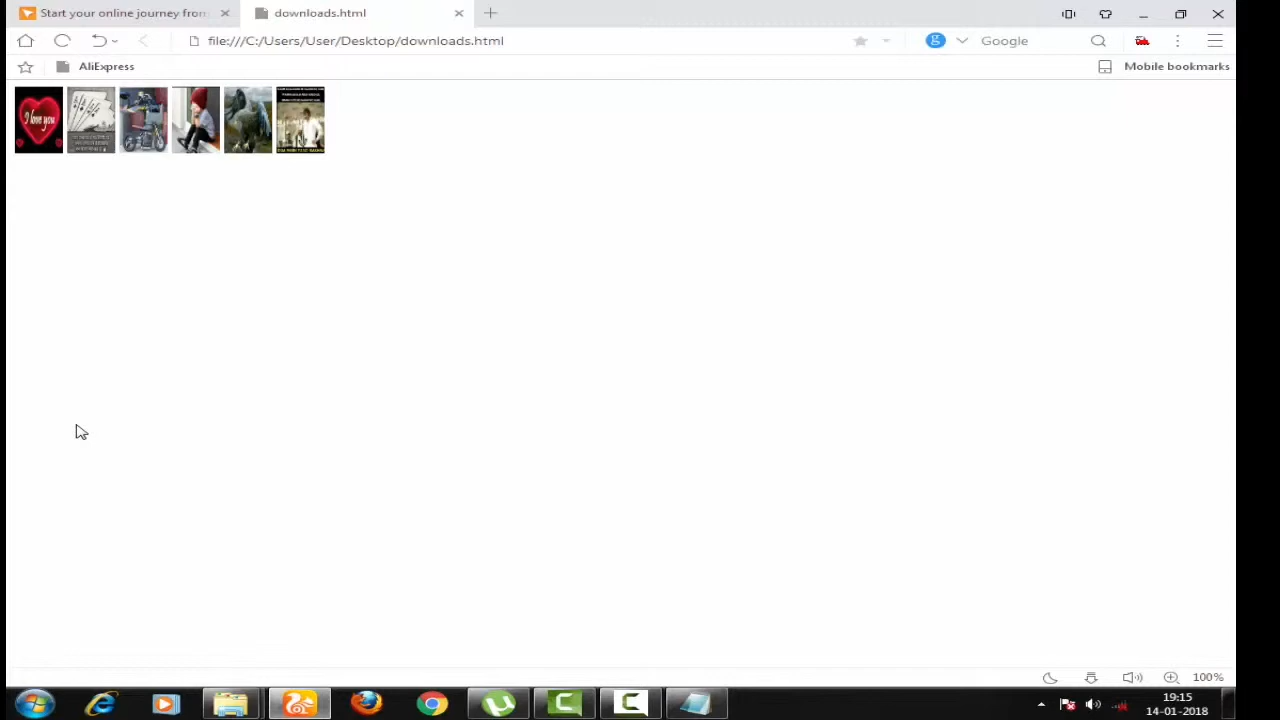 Start your online journey from
downloads.html
file:///C:/Users/User/Desktop/downloads.html
Google
AliExpress
Mobile bookmarks
I love you
100%
19:15
14-01-2018